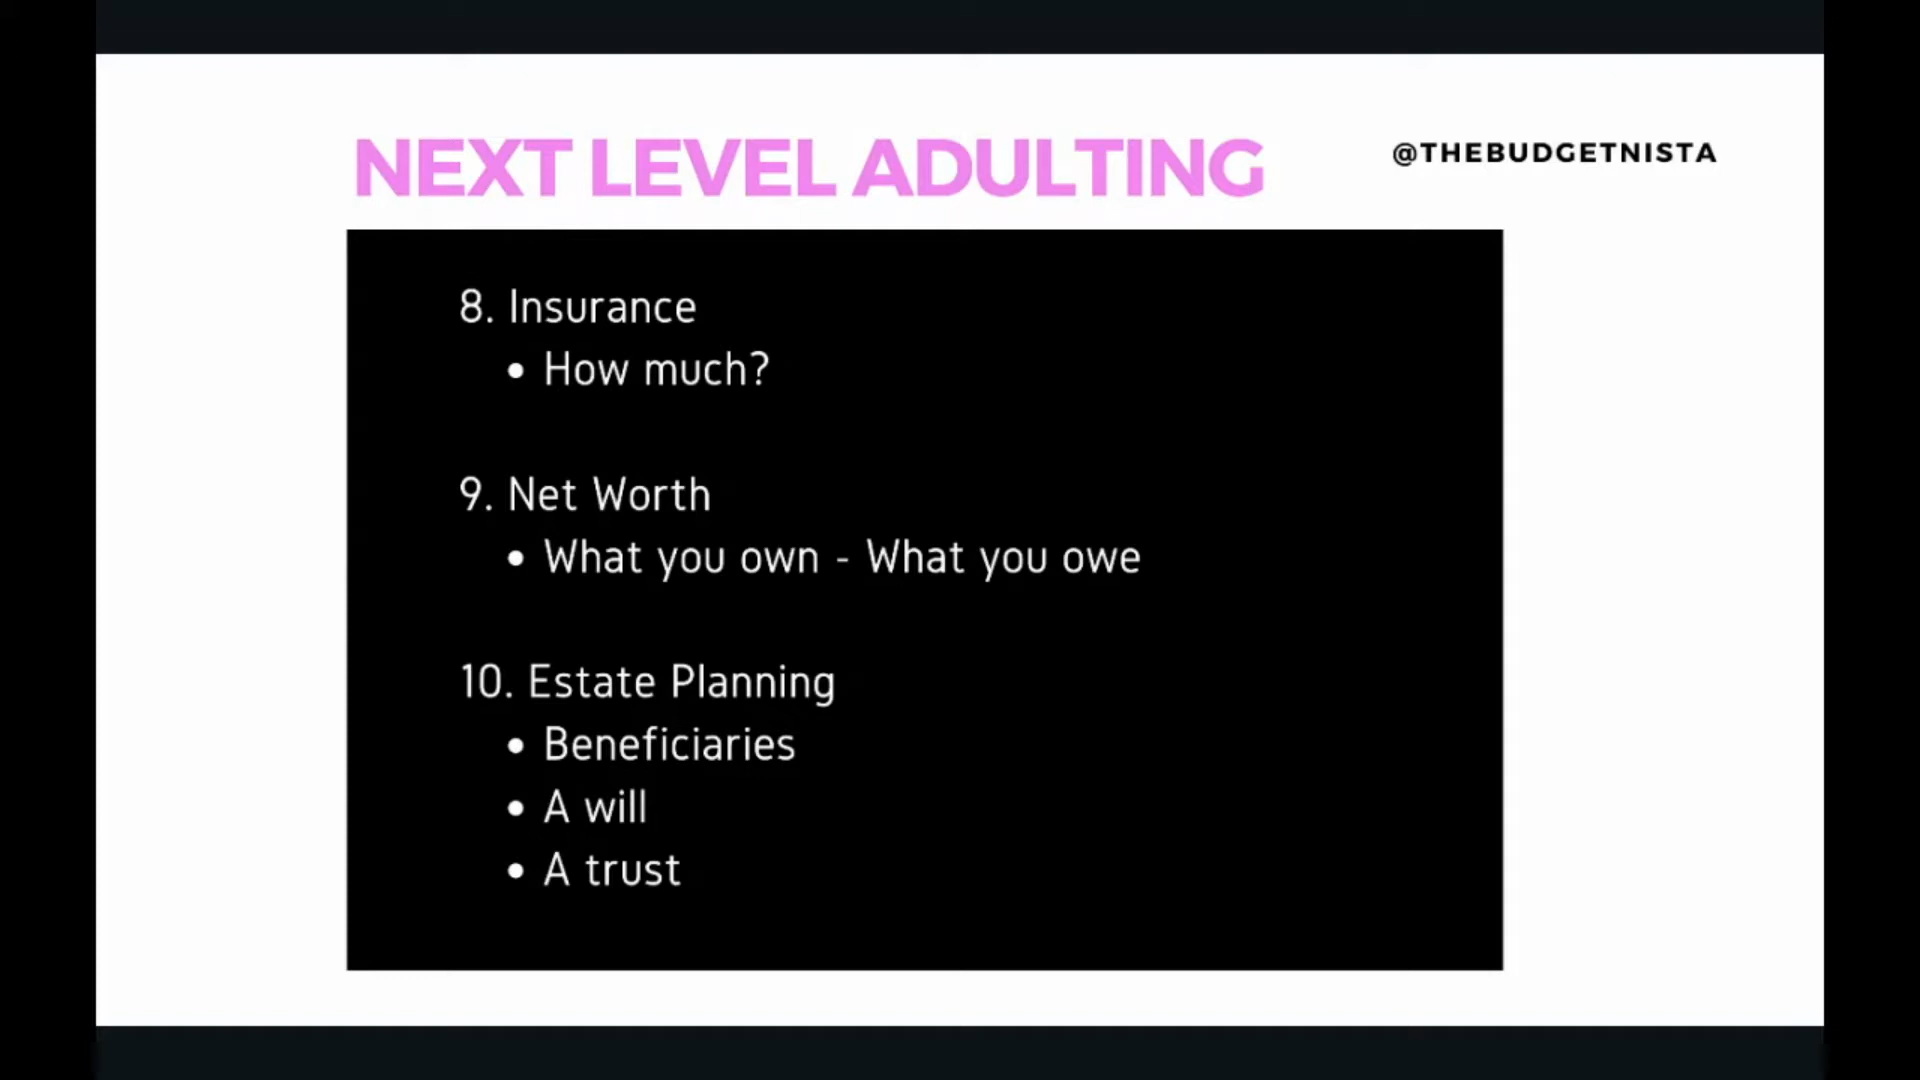 NEXT LEVEL ADULTING
@THEBUDGETNISTA
8. Insurance
• How much?
9. Net Worth
• What you own - What you owe
10. Estate Planning
• Beneficiaries
• A will
• A trust